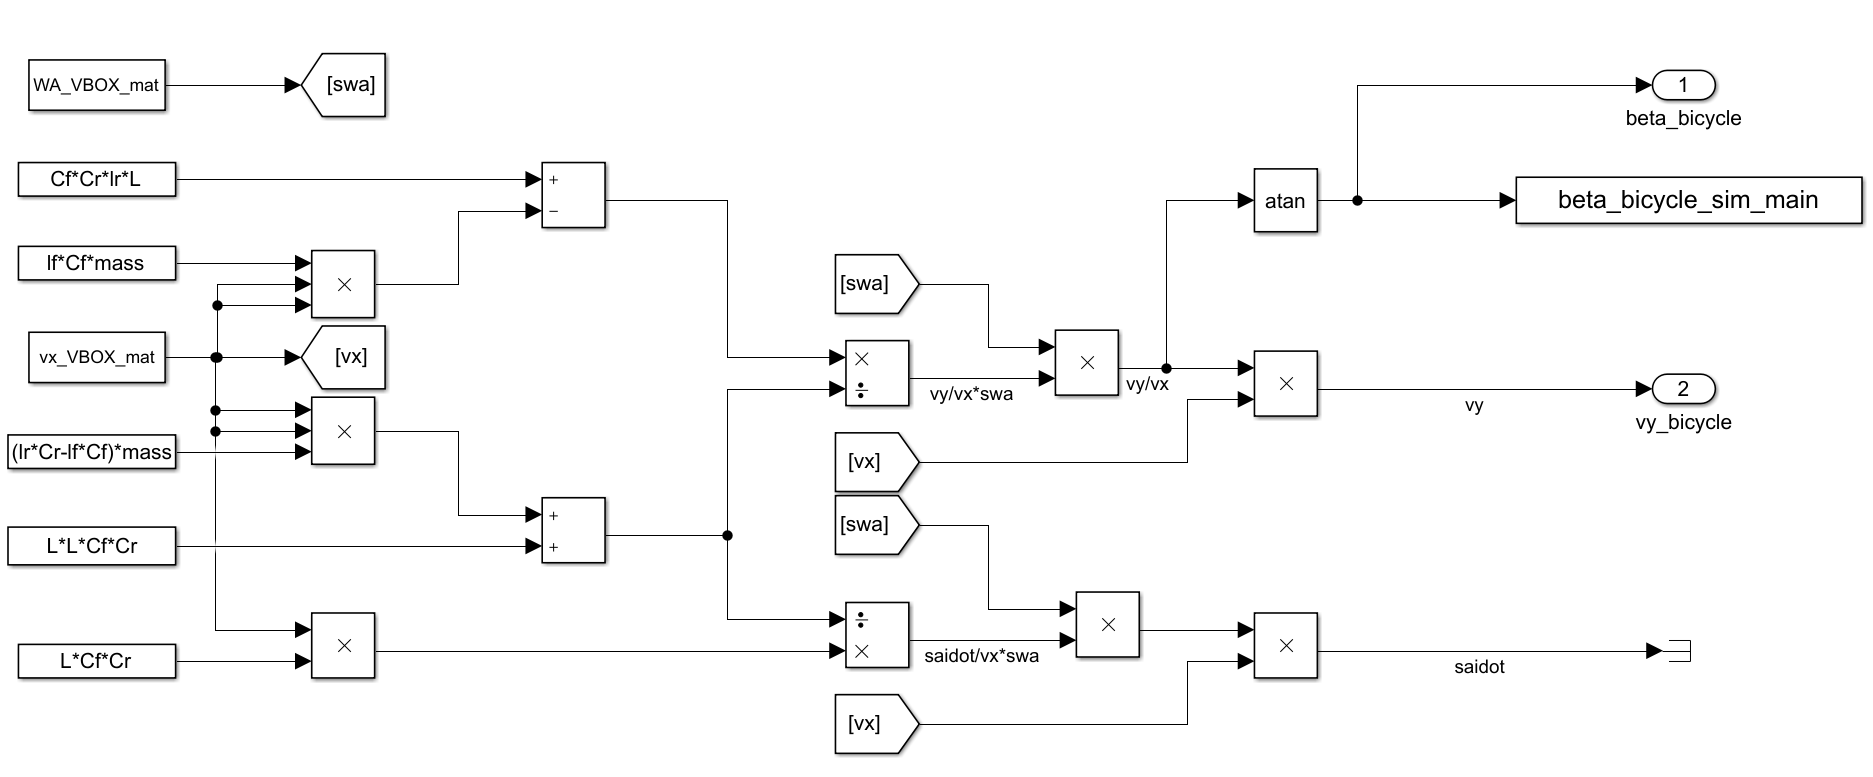 WA_VBOX_mat
[swa]
1
beta_bicycle
Cf*Cr*lr*L
+
−
atan
beta_bicycle_sim_main
lf*Cf*mass
×
[swa]
vx_VBOX_mat
[vx]
×
÷
vy/vx*swa
×
vy/vx
×
vy
2
vy_bicycle
(lr*Cr-lf*Cf)*mass
×
[vx]
[swa]
L*L*Cf*Cr
+
+
L*Cf*Cr
×
÷
×
saidot/vx*swa
×
×
saidot
[vx]